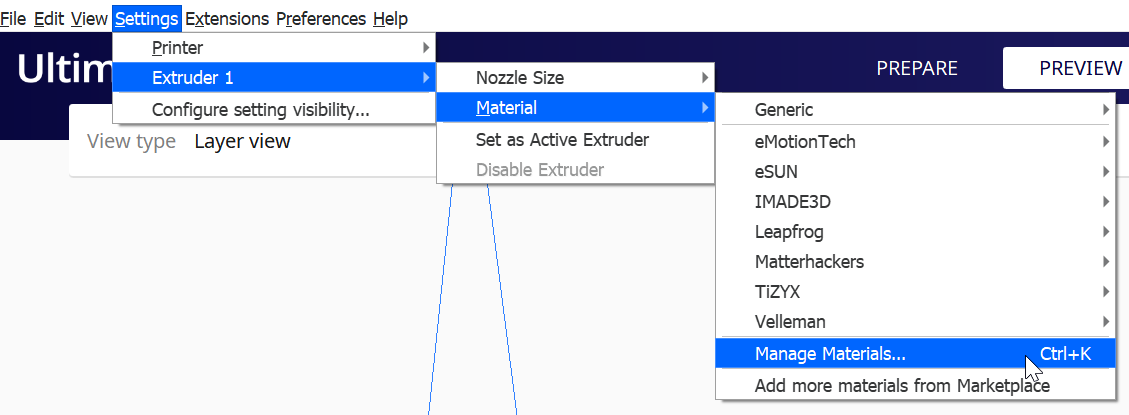 File Edit View Settings Extensions Preferences Help
Ultim
PREPARE PREVIEW
View type Layer view
Printer
Extruder 1
Configure setting visibility...
Nozzle Size
Material
Set as Active Extruder
Disable Extruder
Generic
eMotionTech
eSUN
IMADE3D
Leapfrog
Matterhackers
TiZYX
Velleman
Manage Materials... Ctrl+K
Add more materials from Marketplace